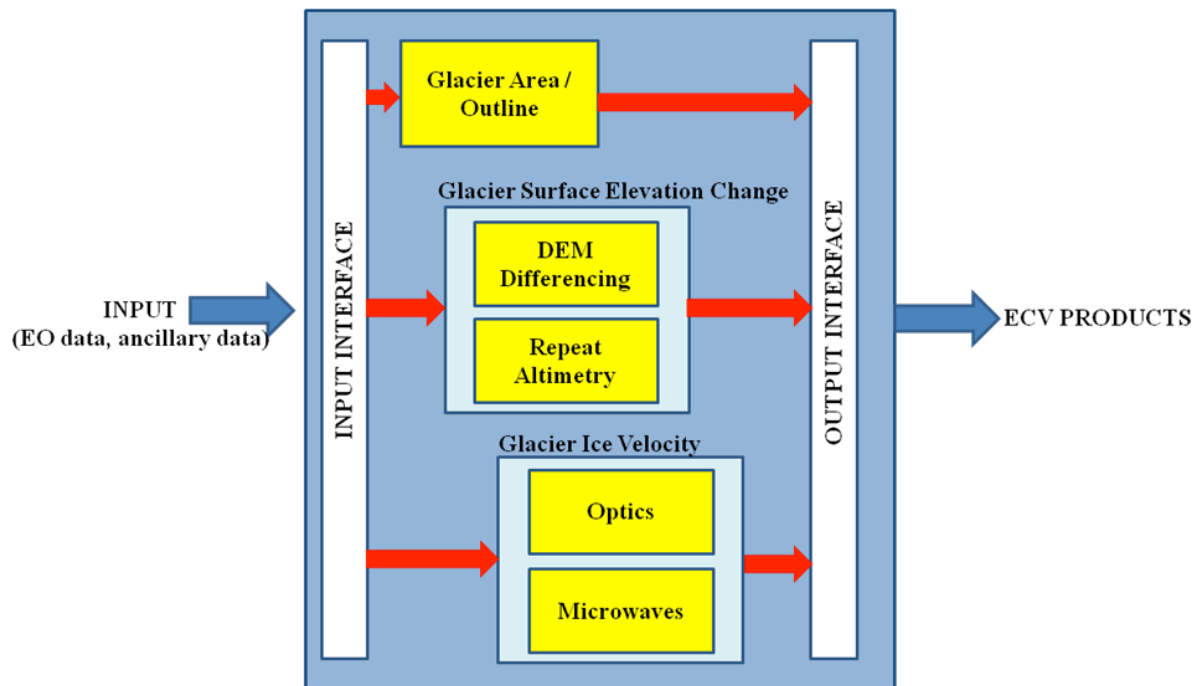 INPUT
(EO data, ancillary data)
INPUT INTERFACE
Glacier Area /
Outline
Glacier Surface Elevation Change
DEM
Differencing
Repeat
Altimetry
Glacier Ice Velocity
Optics
Microwaves
OUTPUT INTERFACE
ECV PRODUCTS